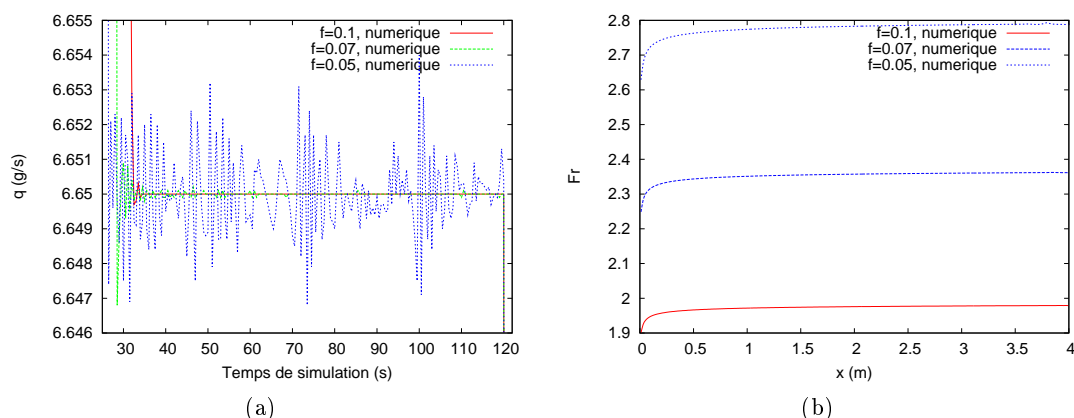 6.655
6.654
6.653
6.652
6.651
6.65
6.649
6.648
6.647
6.646
q (g/s)
f=0.1, numerique
f=0.07, numerique
f=0.05, numerique
30 40 50 60 70 80 90 100 110 120
Temps de simulation (s)
(a)
2.8
2.7
2.6
2.5
2.4
2.3
2.2
2.1
2
1.9
Fr
f=0.1, numerique
f=0.07, numerique
f=0.05, numerique
0 0.5 1 1.5 2 2.5 3 3.5 4
x (m)
(b)